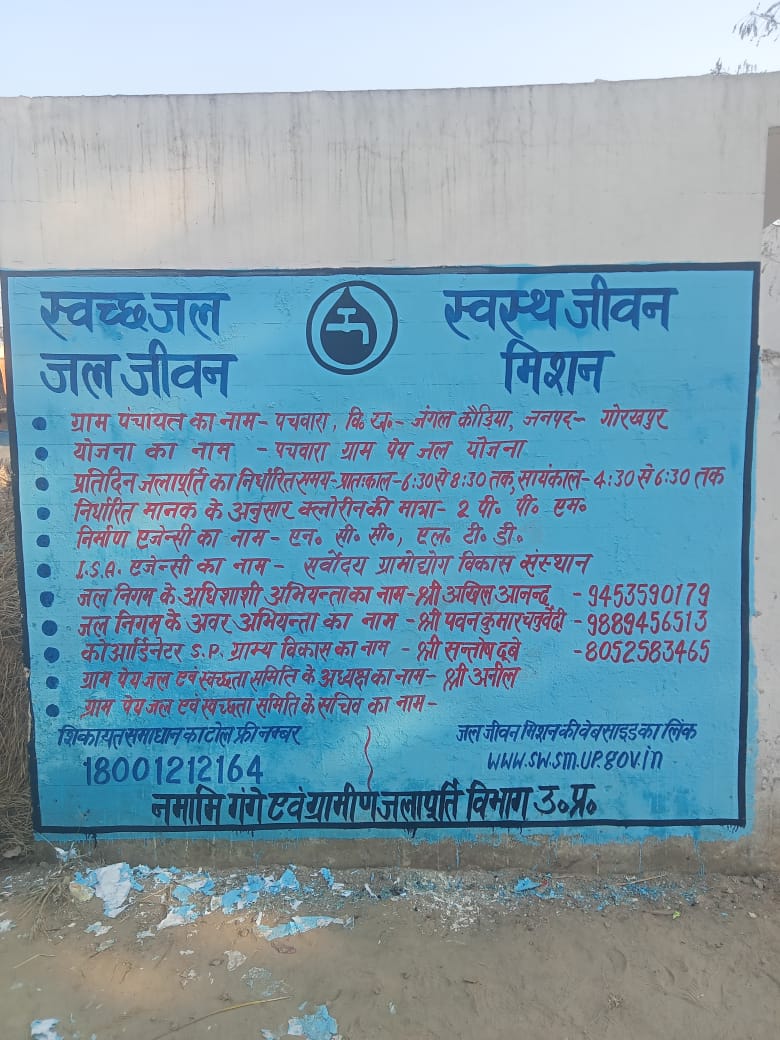 स्वच्छ जल स्वस्थ जीवन
जल जीवन मिशन
ग्राम पंचायत का नाम - पचवारा, वि० ख० - जंगल कौड़िया, जनपद - गोरखपुर
योजना का नाम - पचवारा ग्राम पेय जल योजना
प्रतिदिन जलापूर्ति का निर्धारित समय - प्रातःकाल - 6:30 से 8:30 तक, सायंकाल - 4:30 से 6:30 तक
निर्धारित मानक के अनुसार क्लोरीन की मात्रा - 2 पी० पी० एम०
निर्माण एजेन्सी का नाम - एन० सी० सी०, एल० टी० डी०
I.S.A. एजेन्सी का नाम - सर्वोदय ग्रामोद्योग विकास संस्थान
जल निगम के अधिशाशी अभियन्ता का नाम - श्री अखिल आनन्द - 9453590179
जल निगम के अवर अभियन्ता का नाम - श्री पवन कुमार चतुर्वेदी - 9889456513
कोआर्डिनेटर S.P. ग्राम्य विकास का नाम - श्री सन्तोष दूबे - 8052583465
ग्राम पेय जल एवं स्वच्छता समिति के अध्यक्ष का नाम - श्री अनील
ग्राम पेय जल एवं स्वच्छता समिति के सचिव का नाम -
शिकायत समाधान का टोल फ्री नम्बर जल जीवन मिशन की वेबसाइड का लिंक
18001212164 www.swsm.up.gov.in
नमामि गंगे एवं ग्रामीण जलापूर्ति विभाग उ० प्र०